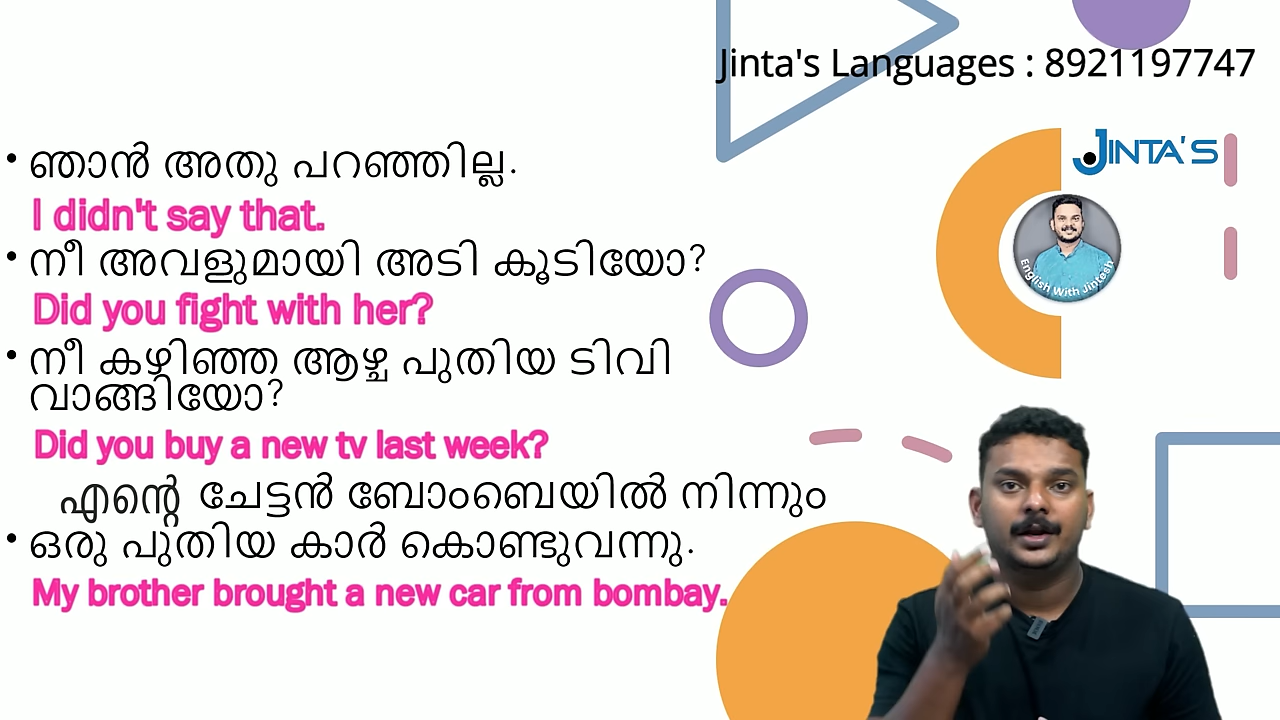 Jinta's Languages : 8921197747
JINTA'S
English With Jintesh
• ഞാൻ അതു പറഞ്ഞില്ല.
I didn't say that.
• നീ അവളുമായി അടി കൂടിയോ?
Did you fight with her?
• നീ കഴിഞ്ഞ ആഴ്ച പുതിയ ടിവി
വാങ്ങിയോ?
Did you buy a new tv last week?
എന്റെ ചേട്ടൻ ബോംബെയിൽ നിന്നും
• ഒരു പുതിയ കാർ കൊണ്ടുവന്നു.
My brother brought a new car from bombay.